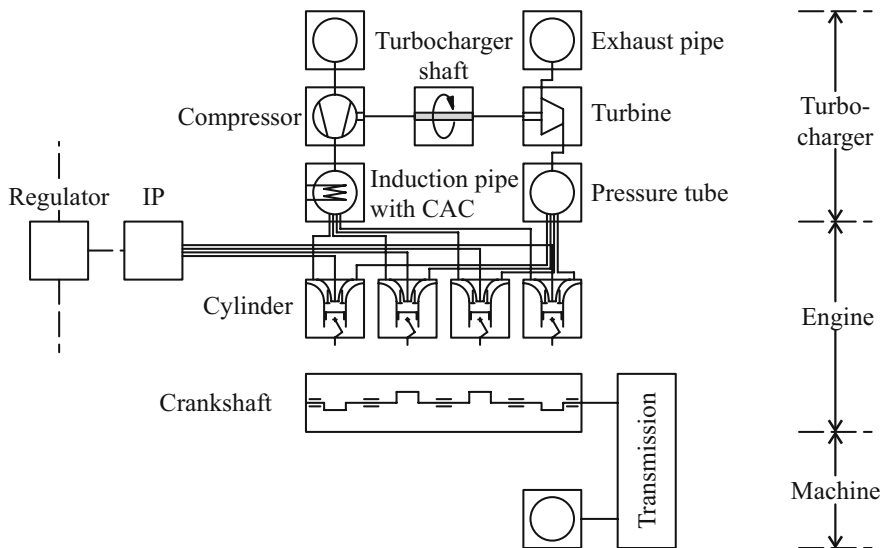 Turbocharger
shaft
Exhaust pipe
Compressor
Turbine
Turbo-
charger
Regulator
IP
Induction pipe
with CAC
Pressure tube
Cylinder
Engine
Crankshaft
Transmission
Machine